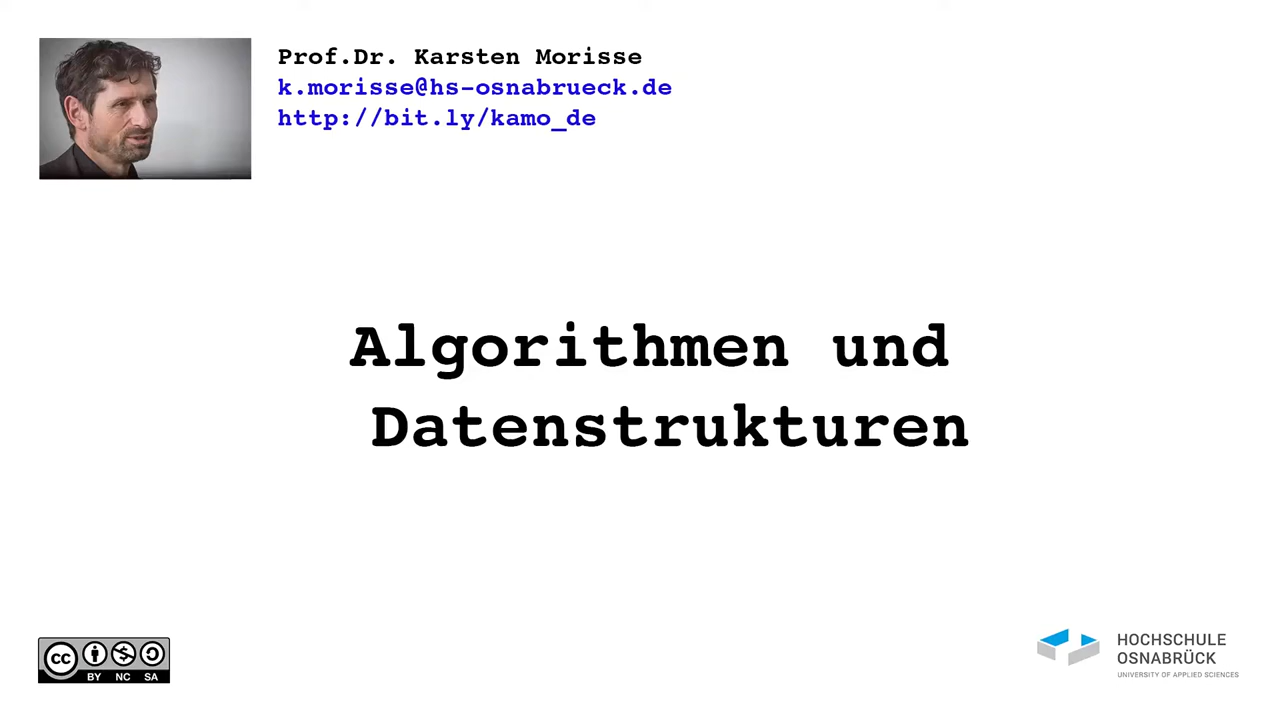 Prof.Dr. Karsten Morisse
k.morisse@hs-osnabrueck.de
http://bit.ly/kamo_de
Algorithmen und
Datenstrukturen
cc
BY NC SA
HOCHSCHULE
OSNABRÜCK
UNIVERSITY OF APPLIED SCIENCES